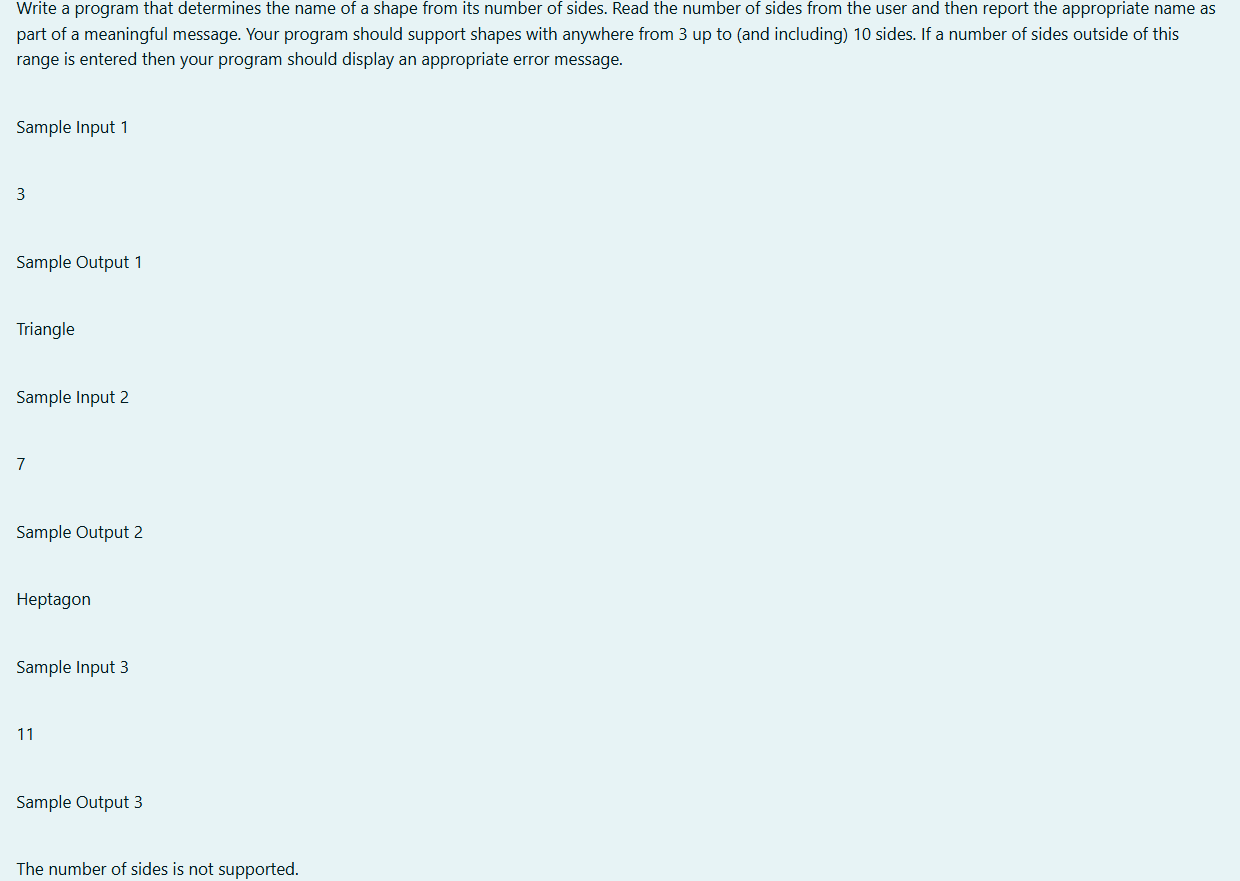 Write a program that determines the name of a shape from its number of sides. Read the number of sides from the user and then report the appropriate name as
part of a meaningful message. Your program should support shapes with anywhere from 3 up to (and including) 10 sides. If a number of sides outside of this
range is entered then your program should display an appropriate error message.
Sample Input 1
3
Sample Output 1
Triangle
Sample Input 2
7
Sample Output 2
Heptagon
Sample Input 3
11
Sample Output 3
The number of sides is not supported.